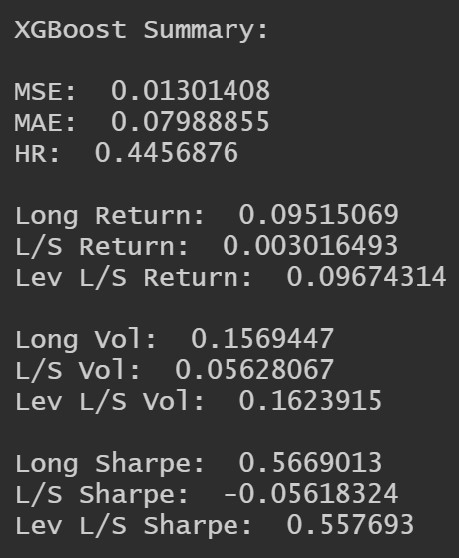 XGBoost Summary:
MSE:  0.01301408
MAE:  0.07988855
HR:  0.4456876
Long Return:  0.09515069
L/S Return:  0.003016493
Lev L/S Return:  0.09674314
Long Vol:  0.1569447
L/S Vol:  0.05628067
Lev L/S Vol:  0.1623915
Long Sharpe:  0.5669013
L/S Sharpe:  -0.05618324
Lev L/S Sharpe:  0.557693